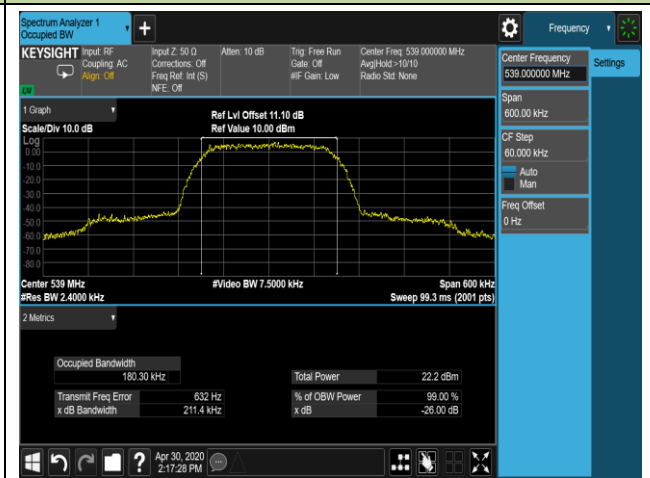 Spectrum Analyzer 1
Occupied BW
+
Frequency
KEYSIGHT
Input: RF
Coupling: AC
Align: Off
Input Z: 50 Ω
Corrections: Off
Freq Ref: Int (S)
NFE: Off
Atten: 10 dB
Trig: Free Run
Gate: Off
#IF Gain: Low
Center Freq: 539.000000 MHz
Avg|Hold:>10/10
Radio Std: None
Center Frequency
539.000000 MHz
Settings
Span
600.00 kHz
CF Step
60.000 kHz
Auto
Man
Freq Offset
0 Hz
1 Graph
Scale/Div 10.0 dB
Ref Lvl Offset 11.10 dB
Ref Value 10.00 dBm
Log
0.00
-10.0
-20.0
-30.0
-40.0
-50.0
-60.0
-70.0
-80.0
Center 539 MHz
#Video BW 7.5000 kHz
Span 600 kHz
#Res BW 2.4000 kHz
Sweep 99.3 ms (2001 pts)
2 Metrics
Occupied Bandwidth
180.30 kHz
Total Power 22.2 dBm
Transmit Freq Error 632 Hz
% of OBW Power 99.00 %
x dB Bandwidth 211.4 kHz
x dB -26.00 dB
?
Apr 30, 2020
2:17:28 PM